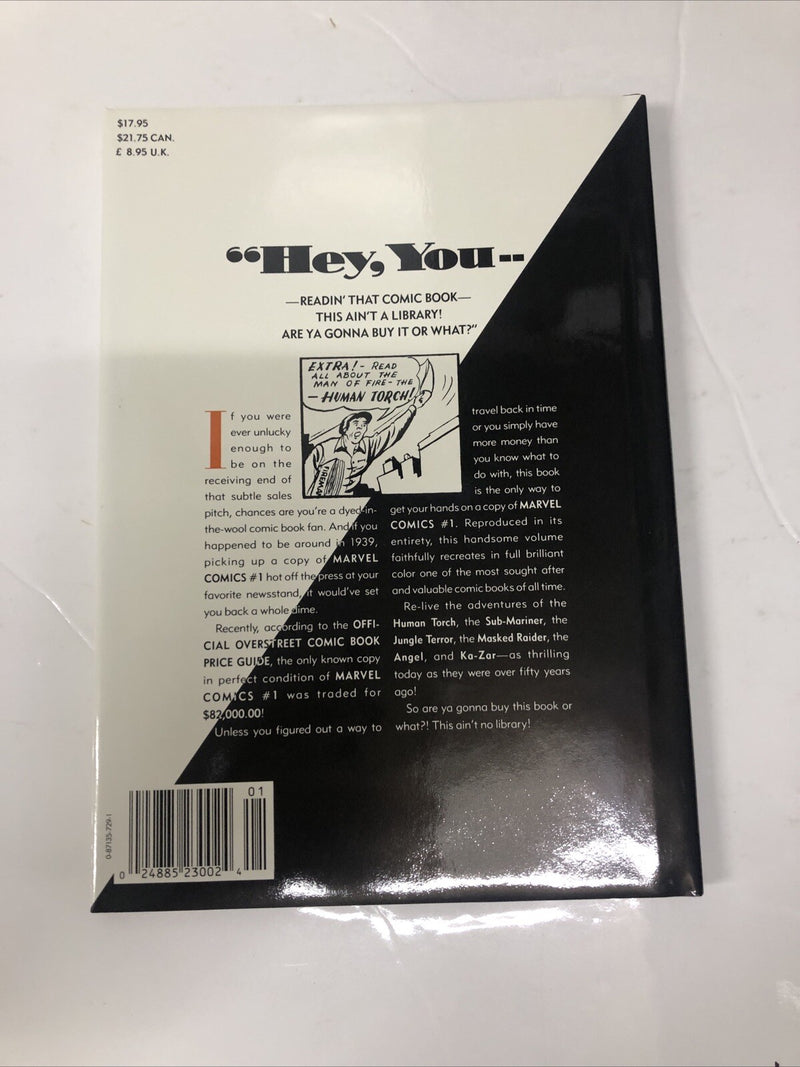 $17.95
$21.75 CAN.
£ 8.95 U.K.
“Hey, You--
—READIN' THAT COMIC BOOK—
THIS AIN'T A LIBRARY!
ARE YA GONNA BUY IT OR WHAT?”
EXTRA!- READ
ALL ABOUT THE
MAN OF FIRE- THE
— HUMAN TORCH!
If you were
ever unlucky
enough to
be on the
receiving end of
that subtle sales
pitch, chances are you're a dyed-in-
the-wool comic book fan. And if you
happened to be around in 1939,
picking up a copy of MARVEL
COMICS #1 hot off the press at your
favorite newsstand, it would've set
you back a whole dime.
Recently, according to the OFFI-
CIAL OVERSTREET COMIC BOOK
PRICE GUIDE, the only known copy
in perfect condition of MARVEL
COMICS #1 was traded for
$82,000.00!
Unless you figured out a way to
travel back in time
or you simply have
more money than
you know what to
do with, this book
is the only way to
get your hands on a copy of MARVEL
COMICS #1. Reproduced in its
entirety, this handsome volume
faithfully recreates in full brilliant
color one of the most sought after
and valuable comic books of all time.
Re-live the adventures of the
Human Torch, the Sub-Mariner, the
Jungle Terror, the Masked Raider, the
Angel, and Ka-Zar—as thrilling
today as they were over fifty years
ago!
So are ya gonna buy this book or
what?! This ain't no library!
0-87135-729-1
01
0 24885 23002 4